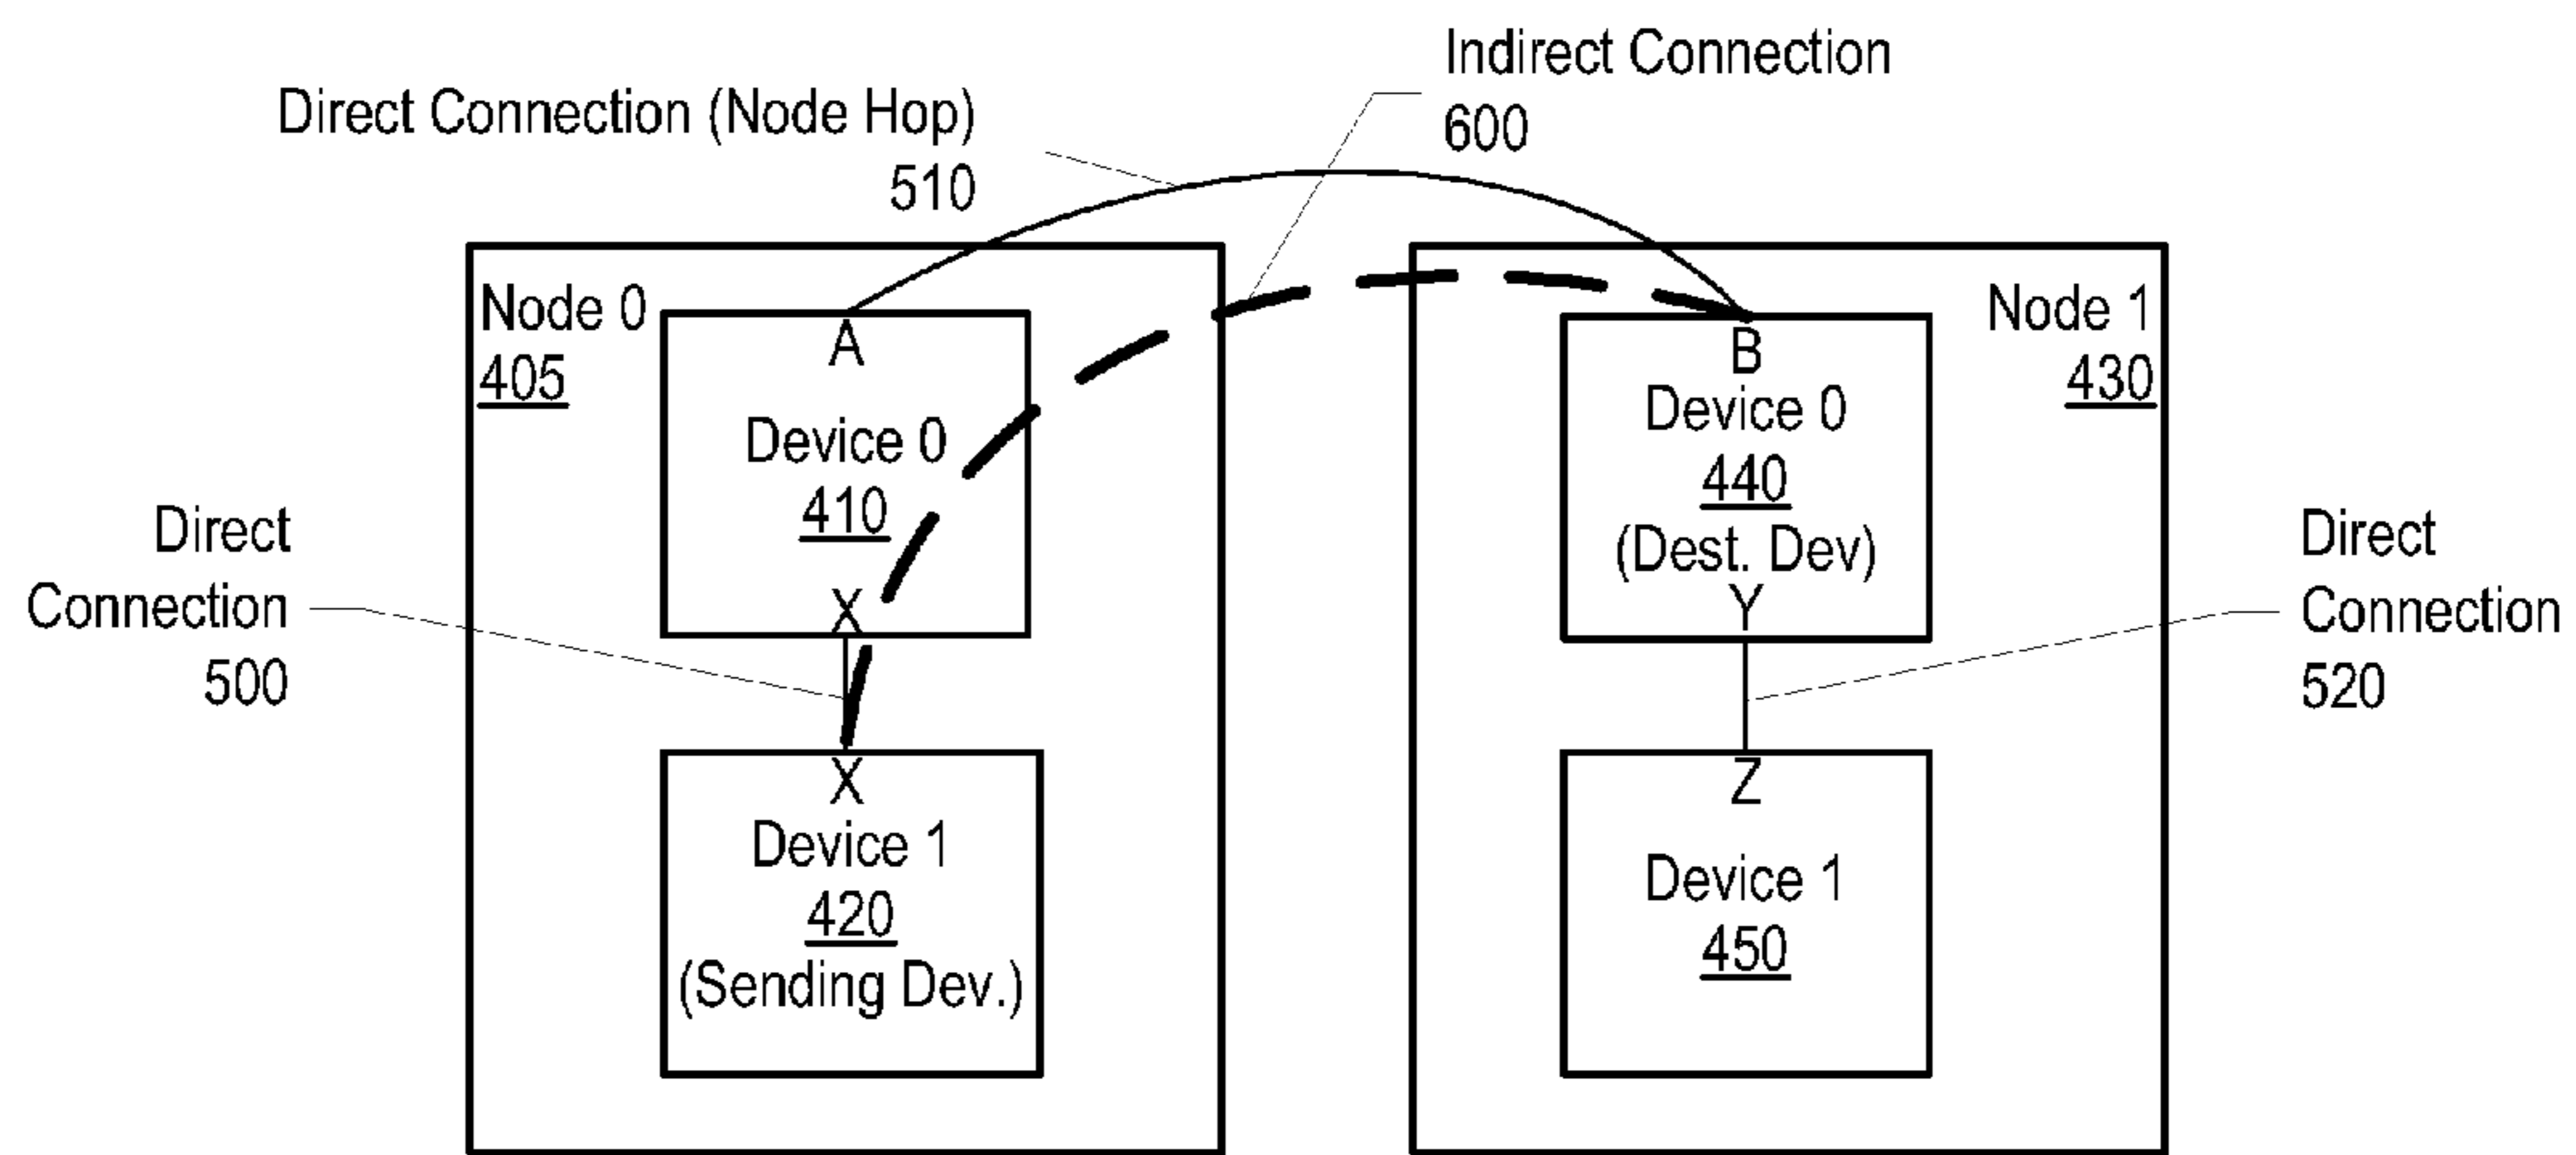 Indirect Connection
600
Direct Connection (Node Hop)
510
Node 0
405
A
Device 0
410
X
Direct
Connection
500
X
Device 1
420
(Sending Dev.)
Node 1
430
B
Device 0
440
(Dest. Dev)
Y
Direct
Connection
520
Z
Device 1
450